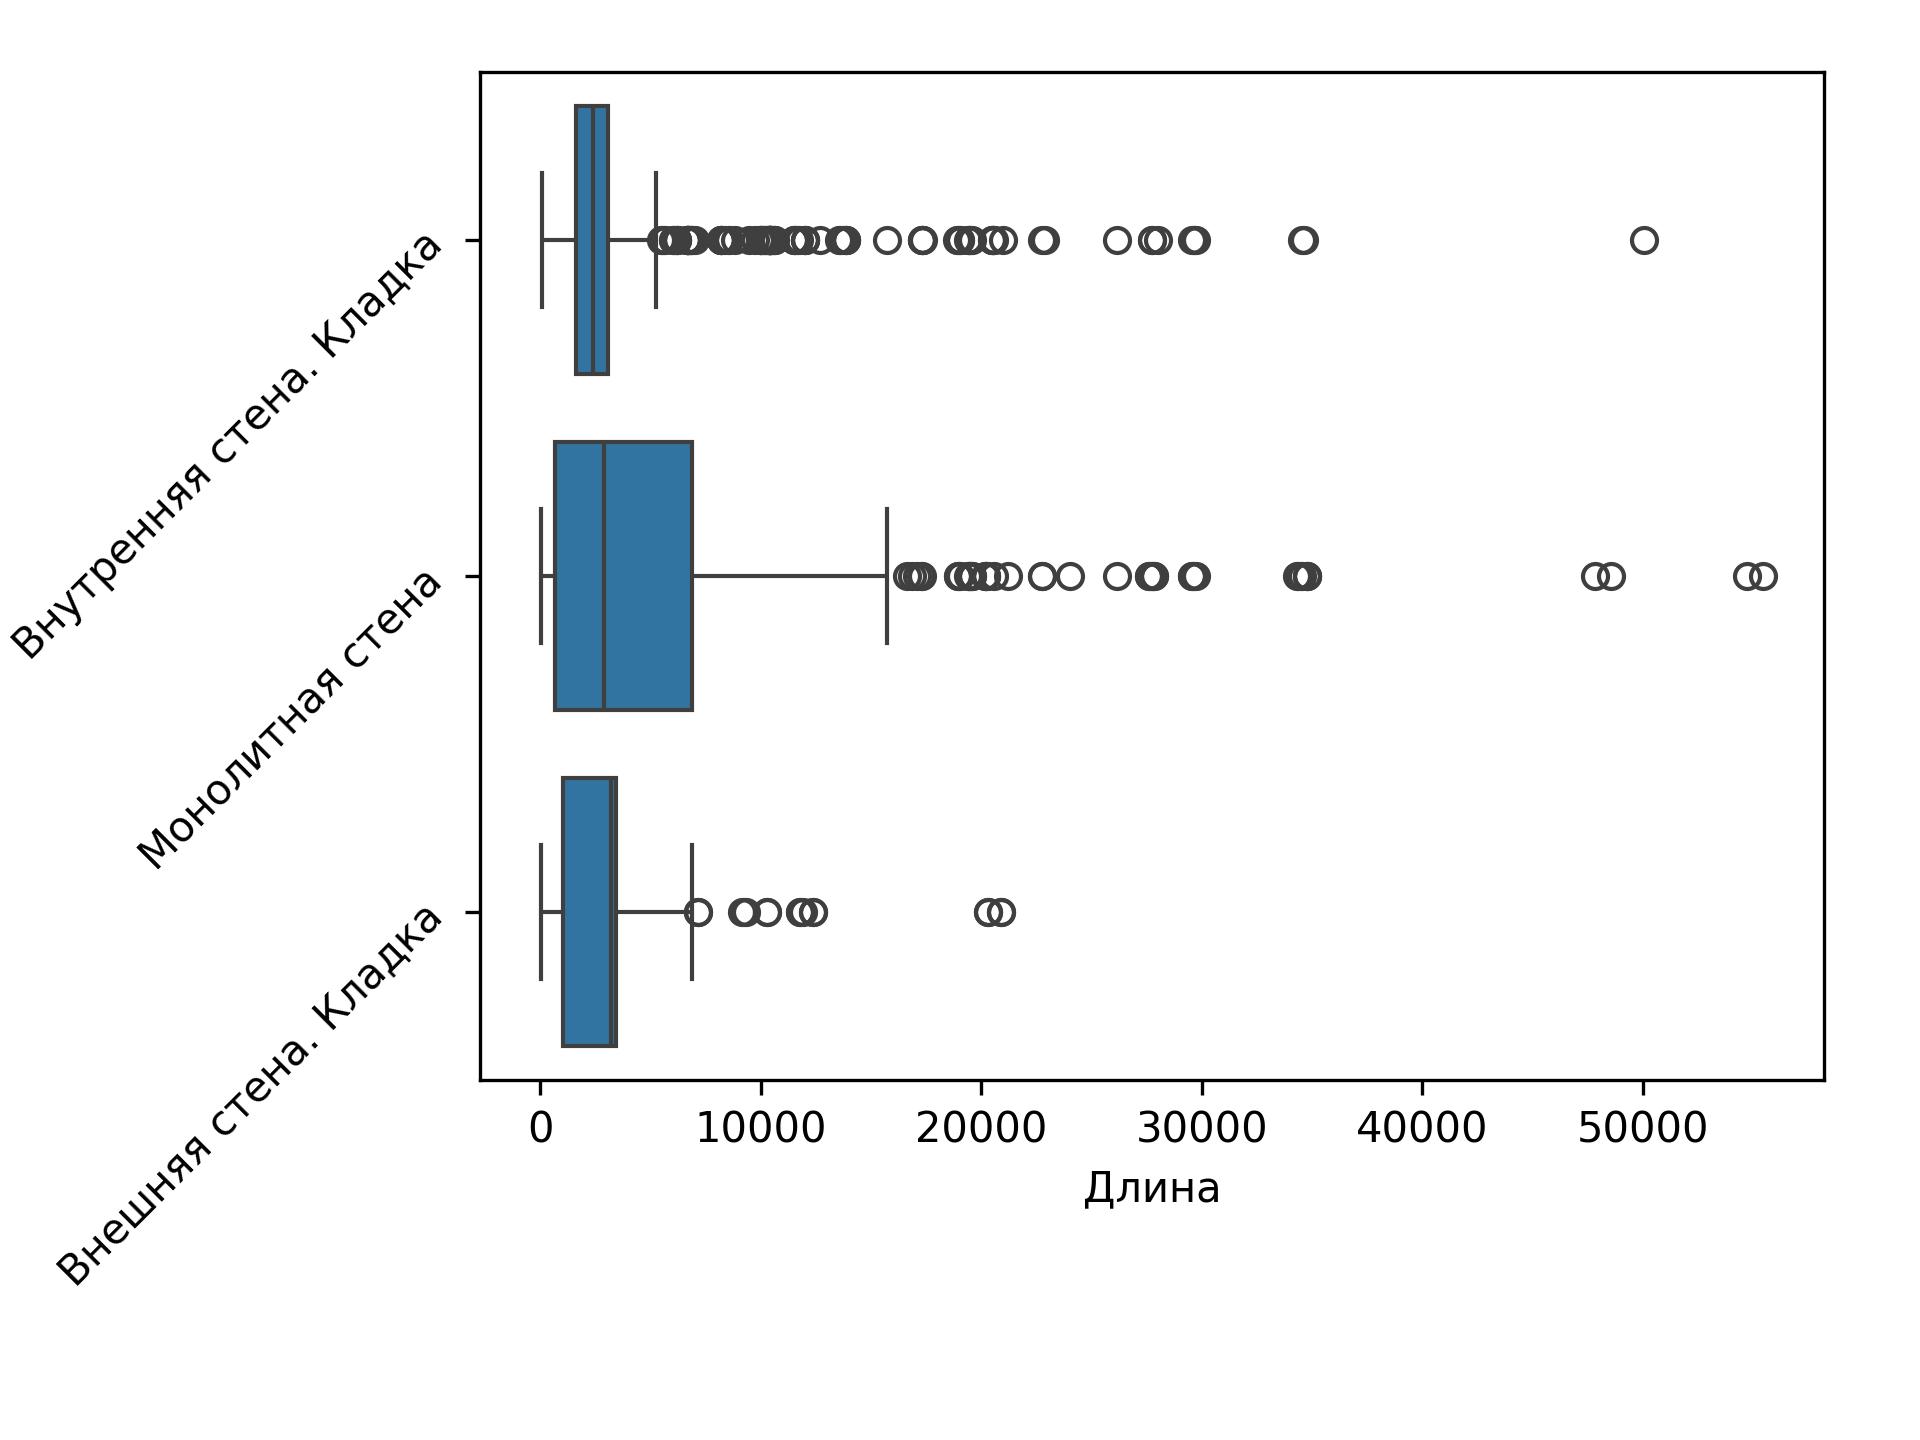 Внутренняя стена. Кладка
Монолитная стена
Внешняя стена. Кладка
0 10000 20000 30000 40000 50000
Длина